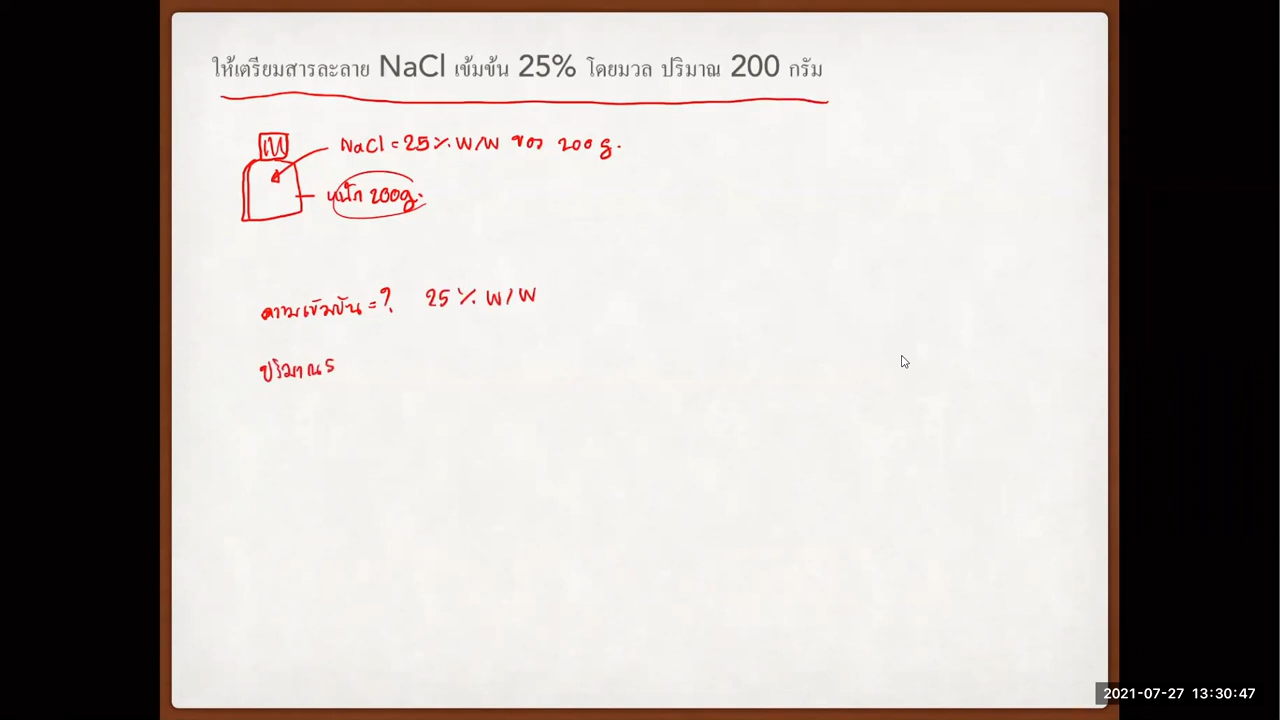 ให้เตรียมสารละลาย NaCl เข้มข้น 25% โดยมวล ปริมาณ 200 กรัม
NaCl = 25 % W/W ของ 200 g.
หนัก 200g.
ความเข้มข้น = ? 25 % W/W
ปริมาณร
2021-07-27 13:30:47